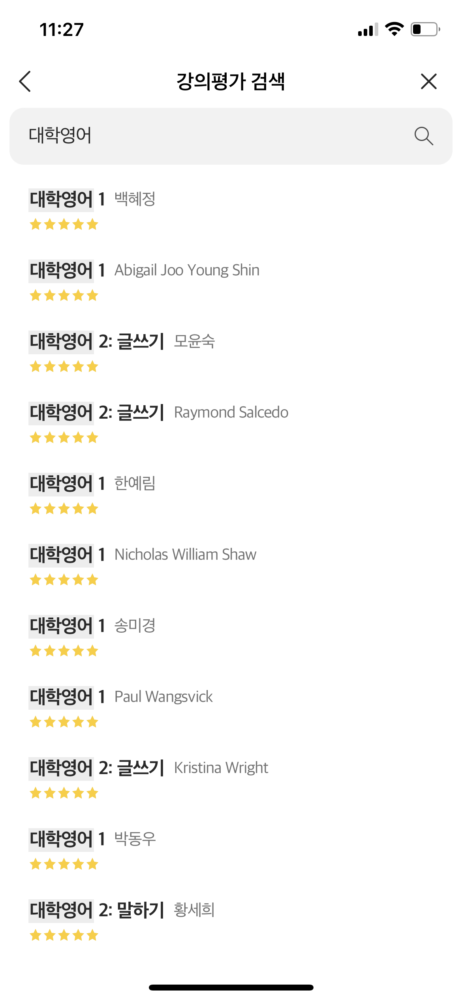 11:27
강의평가 검색
대학영어
대학영어 1 백혜정
대학영어 1 Abigail Joo Young Shin
대학영어 2: 글쓰기 모윤숙
대학영어 2: 글쓰기 Raymond Salcedo
대학영어 1 한예림
대학영어 1 Nicholas William Shaw
대학영어 1 송미경
대학영어 1 Paul Wangsvick
대학영어 2: 글쓰기 Kristina Wright
대학영어 1 박동우
대학영어 2: 말하기 황세희